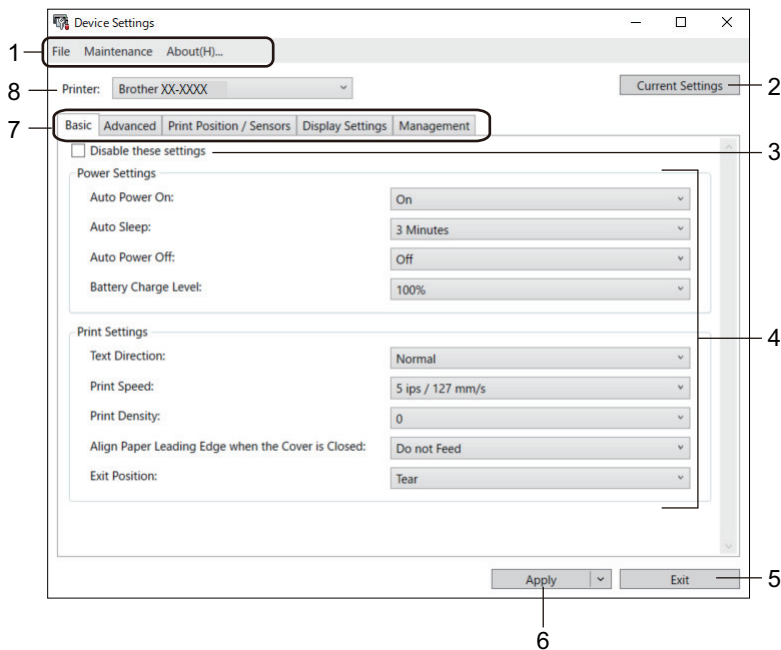 Device Settings
1
File Maintenance About(H)...
8
Printer: Brother XX-XXXX
Current Settings
2
7
Basic Advanced Print Position / Sensors Display Settings Management
Disable these settings
3
Power Settings
Auto Power On: On
Auto Sleep: 3 Minutes
Auto Power Off: Off
Battery Charge Level: 100%
Print Settings
4
Text Direction: Normal
Print Speed: 5 ips / 127 mm/s
Print Density: 0
Align Paper Leading Edge when the Cover is Closed: Do not Feed
Exit Position: Tear
Apply Exit
5
6